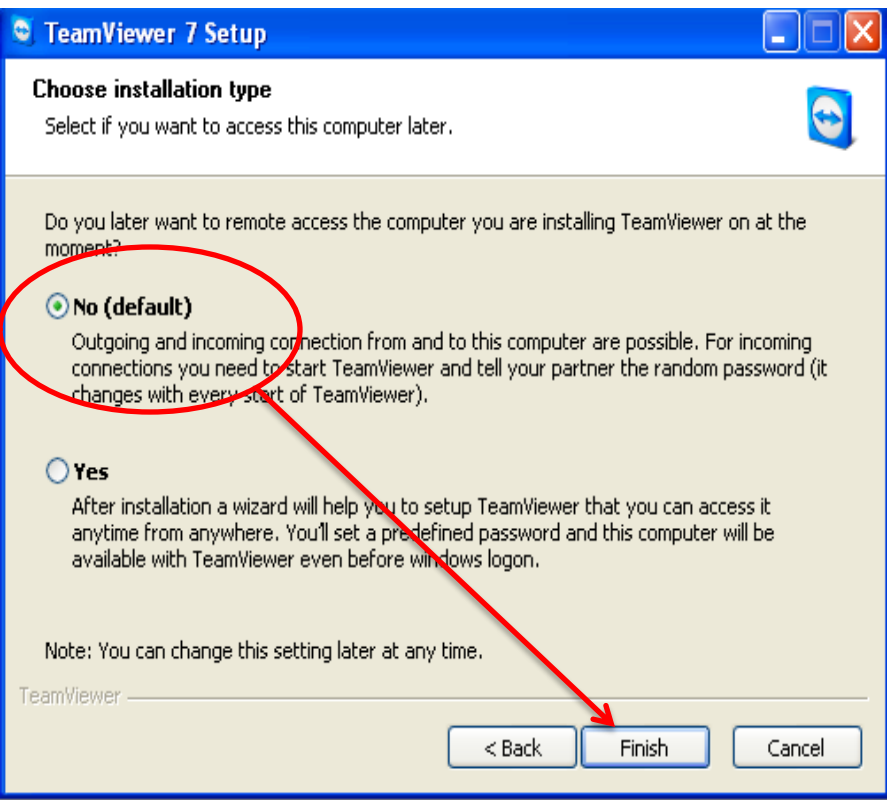 TeamViewer 7 Setup
Choose installation type
Select if you want to access this computer later.
Do you later want to remote access the computer you are installing TeamViewer on at the
moment?
No (default)
Outgoing and incoming connection from and to this computer are possible. For incoming
connections you need to start TeamViewer and tell your partner the random password (it
changes with every start of TeamViewer).
Yes
After installation a wizard will help you to setup TeamViewer that you can access it
anytime from anywhere. You'll set a predefined password and this computer will be
available with TeamViewer even before windows logon.
Note: You can change this setting later at any time.
TeamViewer
< Back Finish Cancel